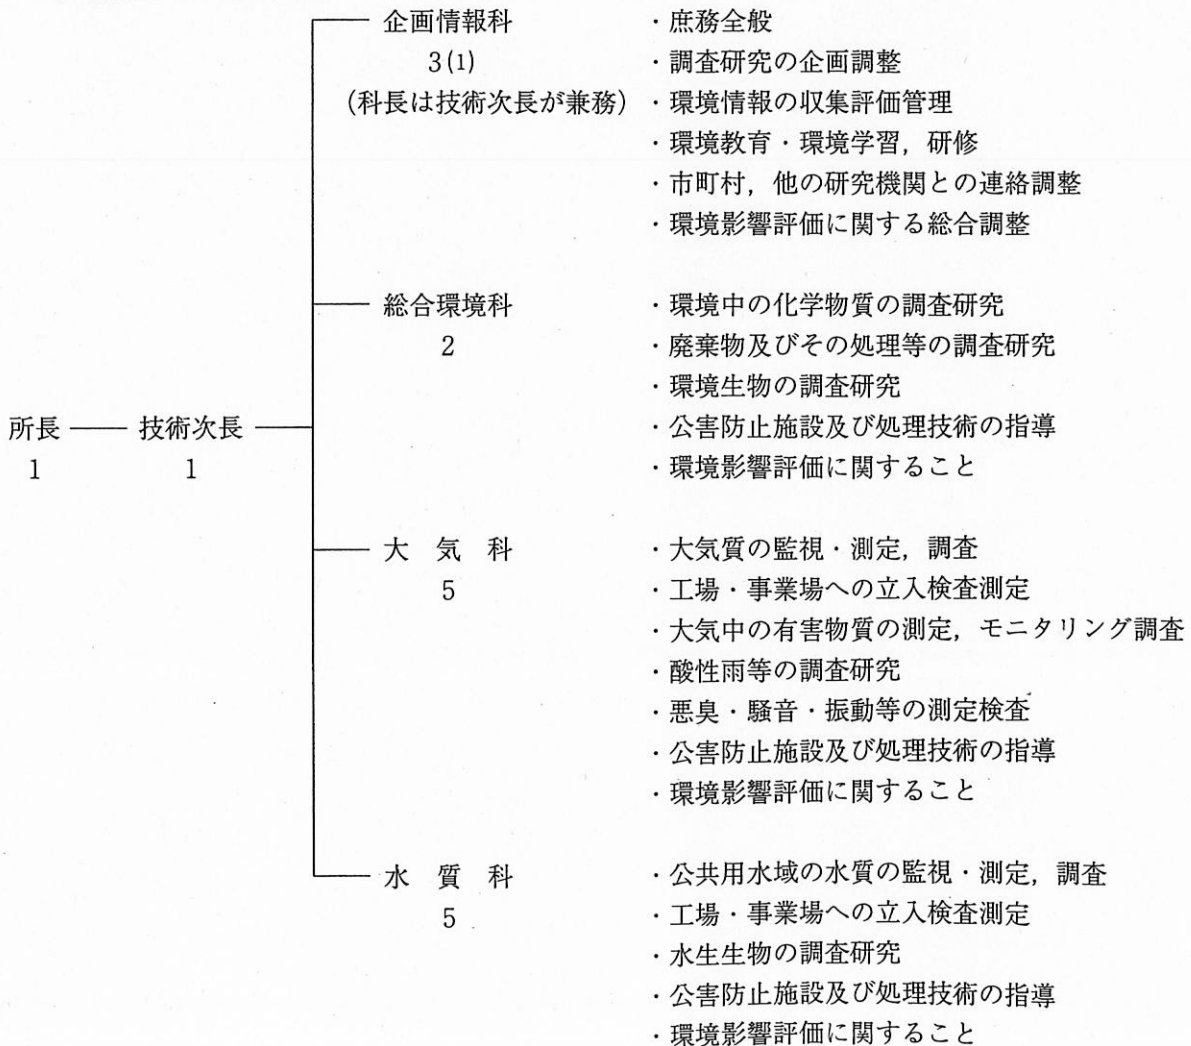 企画情報科
3(1)
(科長は技術次長が兼務)
・庶務全般
・調査研究の企画調整
・環境情報の収集評価管理
・環境教育・環境学習，研修
・市町村，他の研究機関との連絡調整
・環境影響評価に関する総合調整
総合環境科
2
・環境中の化学物質の調査研究
・廃棄物及びその処理等の調査研究
・環境生物の調査研究
・公害防止施設及び処理技術の指導
・環境影響評価に関すること
所長
1
技術次長
1
大気科
5
・大気質の監視・測定，調査
・工場・事業場への立入検査測定
・大気中の有害物質の測定，モニタリング調査
・酸性雨等の調査研究
・悪臭・騒音・振動等の測定検査
・公害防止施設及び処理技術の指導
・環境影響評価に関すること
水質科
5
・公共用水域の水質の監視・測定，調査
・工場・事業場への立入検査測定
・水生生物の調査研究
・公害防止施設及び処理技術の指導
・環境影響評価に関すること